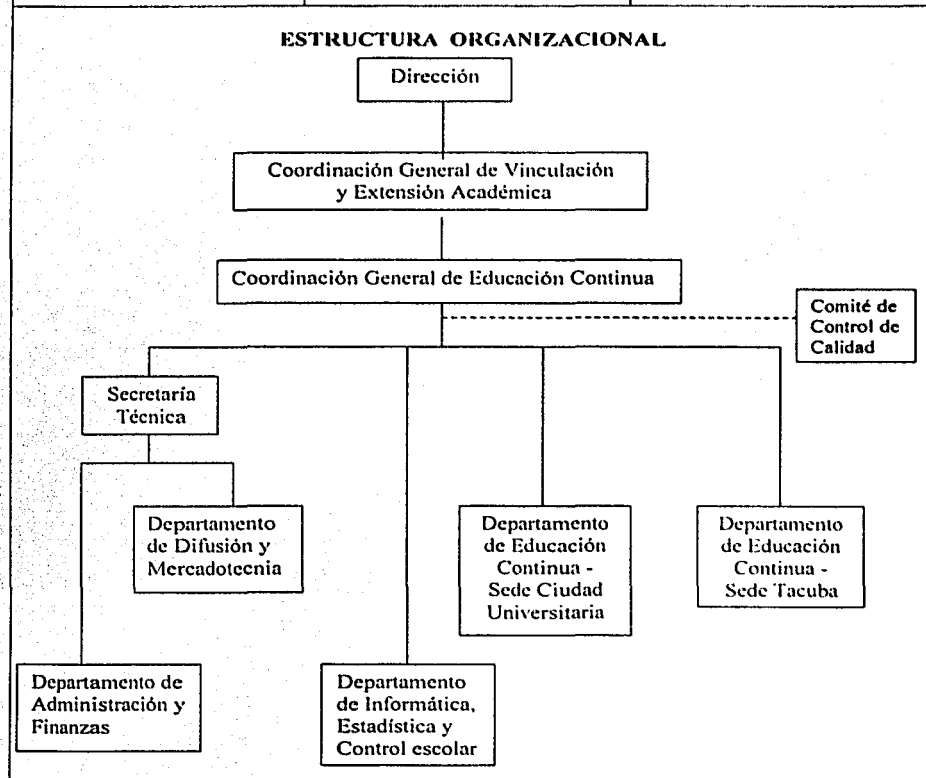 ESTRUCTURA ORGANIZACIONAL
Dirección
Coordinación General de Vinculación
y Extensión Académica
Coordinación General de Educación Continua
Comité de
Control de
Calidad
Secretaría
Técnica
Departamento
de Difusión y
Mercadotecnia
Departamento
de Educación
Continua -
Sede Ciudad
Universitaria
Departamento
de Educación
Continua -
Sede Tacuba
Departamento de
Administración y
Finanzas
Departamento
de Informática,
Estadística y
Control escolar